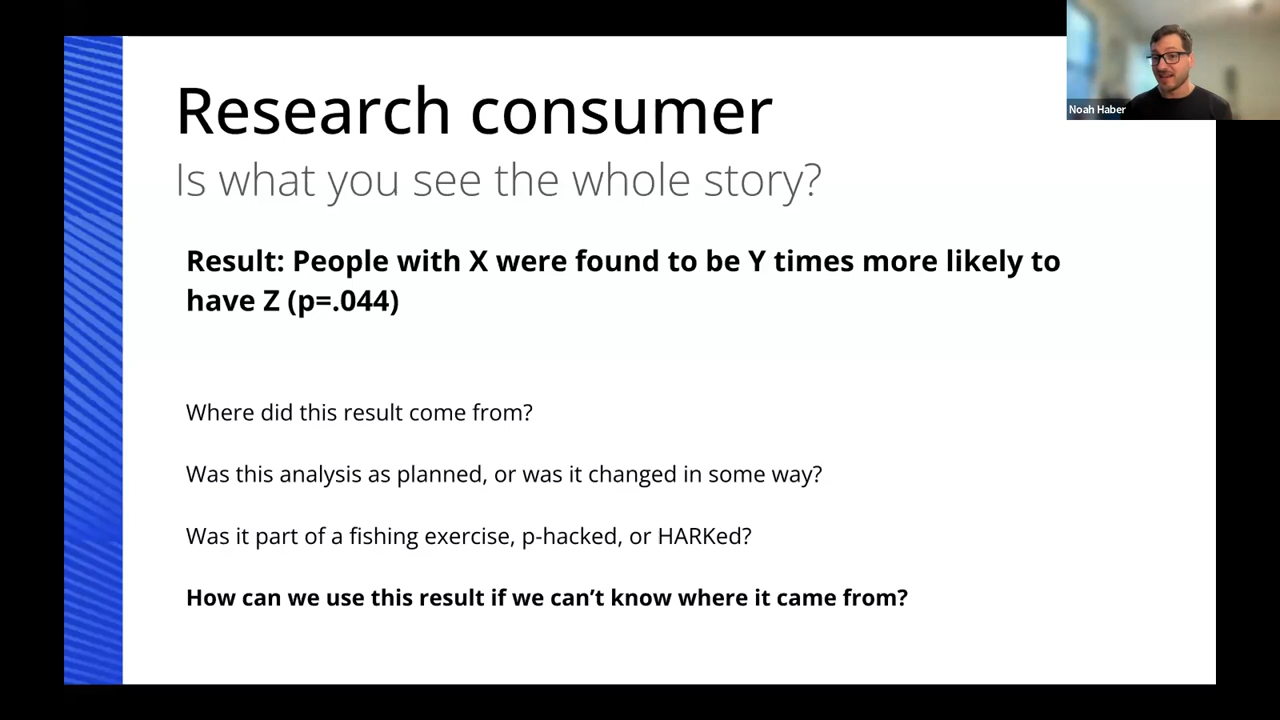 Research consumer
Is what you see the whole story?
Noah Haber
Result: People with X were found to be Y times more likely to
have Z (p=.044)
Where did this result come from?
Was this analysis as planned, or was it changed in some way?
Was it part of a fishing exercise, p-hacked, or HARKed?
How can we use this result if we can’t know where it came from?